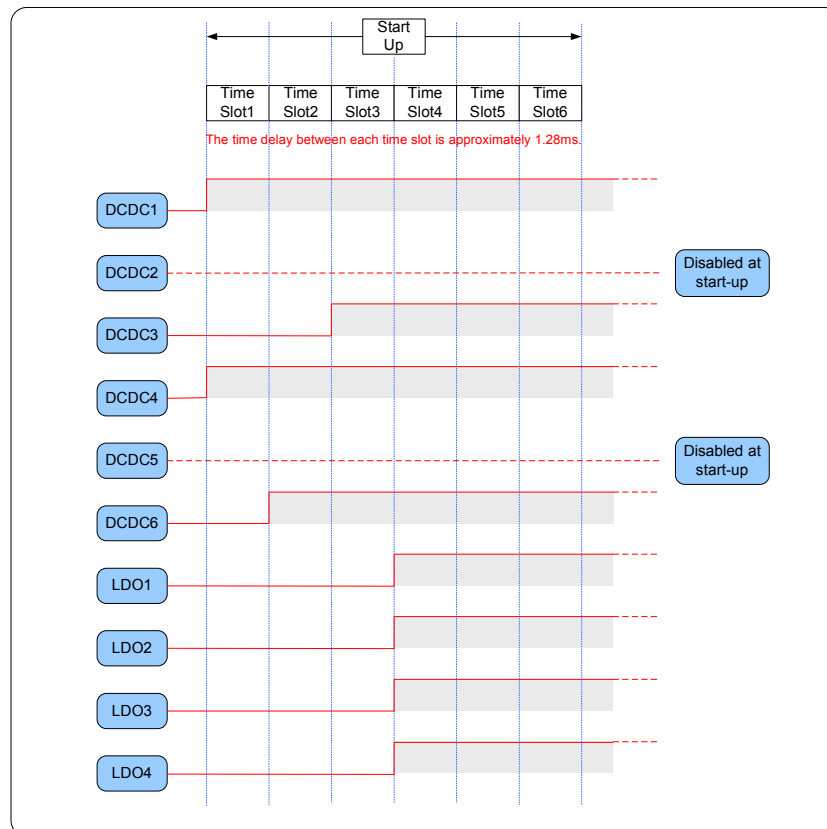 Start
Up
Time
Slot1
Time
Slot2
Time
Slot3
Time
Slot4
Time
Slot5
Time
Slot6
The time delay between each time slot is approximately 1.28ms.
DCDC1
DCDC2
Disabled at
start-up
DCDC3
DCDC4
DCDC5
Disabled at
start-up
DCDC6
LDO1
LDO2
LDO3
LDO4